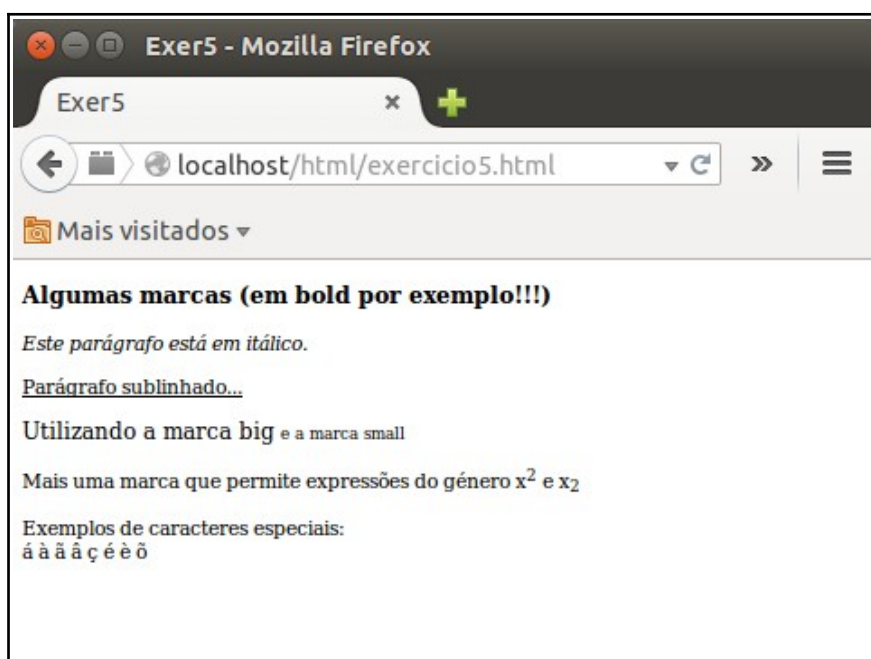 Exer5 - Mozilla Firefox
Exer5
localhost/html/exercicio5.html
Mais visitados
Algumas marcas (em bold por exemplo!!!)
Este parágrafo está em itálico.
Parágrafo sublinhado...
Utilizando a marca big e a marca small
Mais uma marca que permite expressões do género x² e x₂
Exemplos de caracteres especiais:
á à ã â ç é è õ